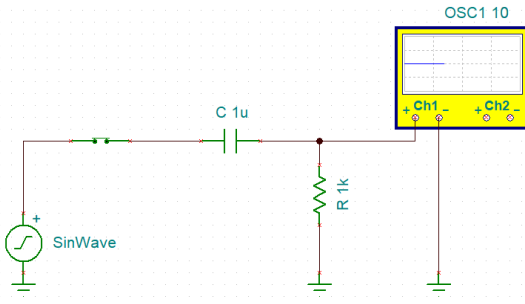 OSC1 10
+ Ch1 − Ch2
+ − + −
C 1u
R 1k
+
SinWave